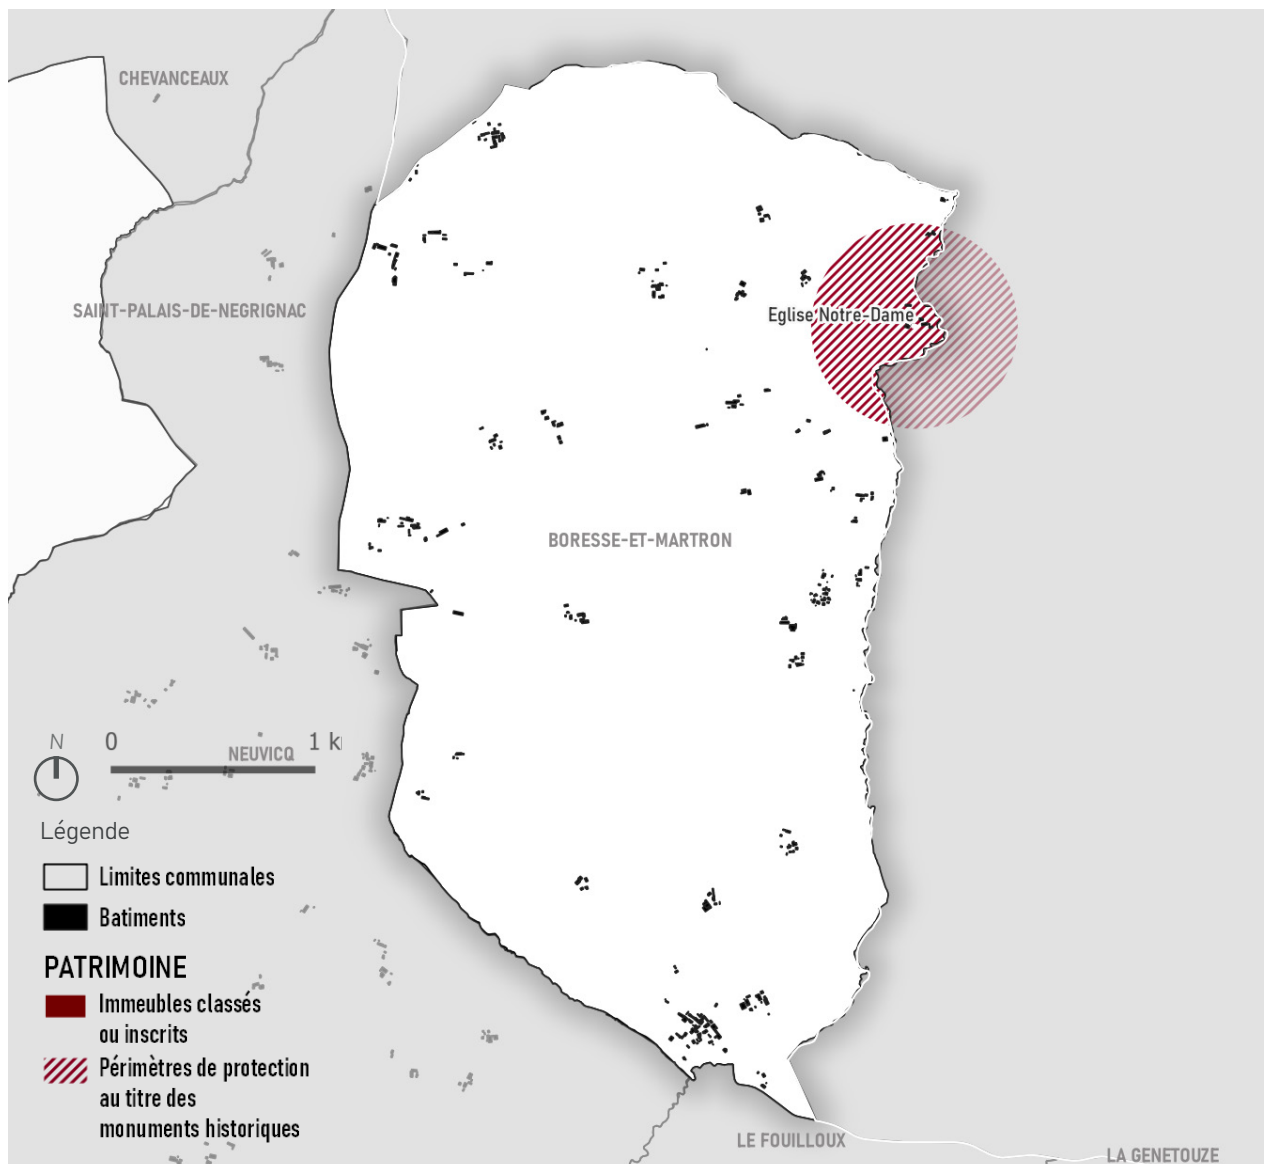 CHEVANCEAUX
SAINT-PALAIS-DE-NEGRIGNAC
Eglise Notre-Dame
BORESSE-ET-MARTRON
N
0
1 k
NEUVICQ
Légende
Limites communales
Batiments
PATRIMOINE
Immeubles classés
ou inscrits
Périmètres de protection
au titre des
monuments historiques
LE FOUILLOUX
LA GENETOUZE